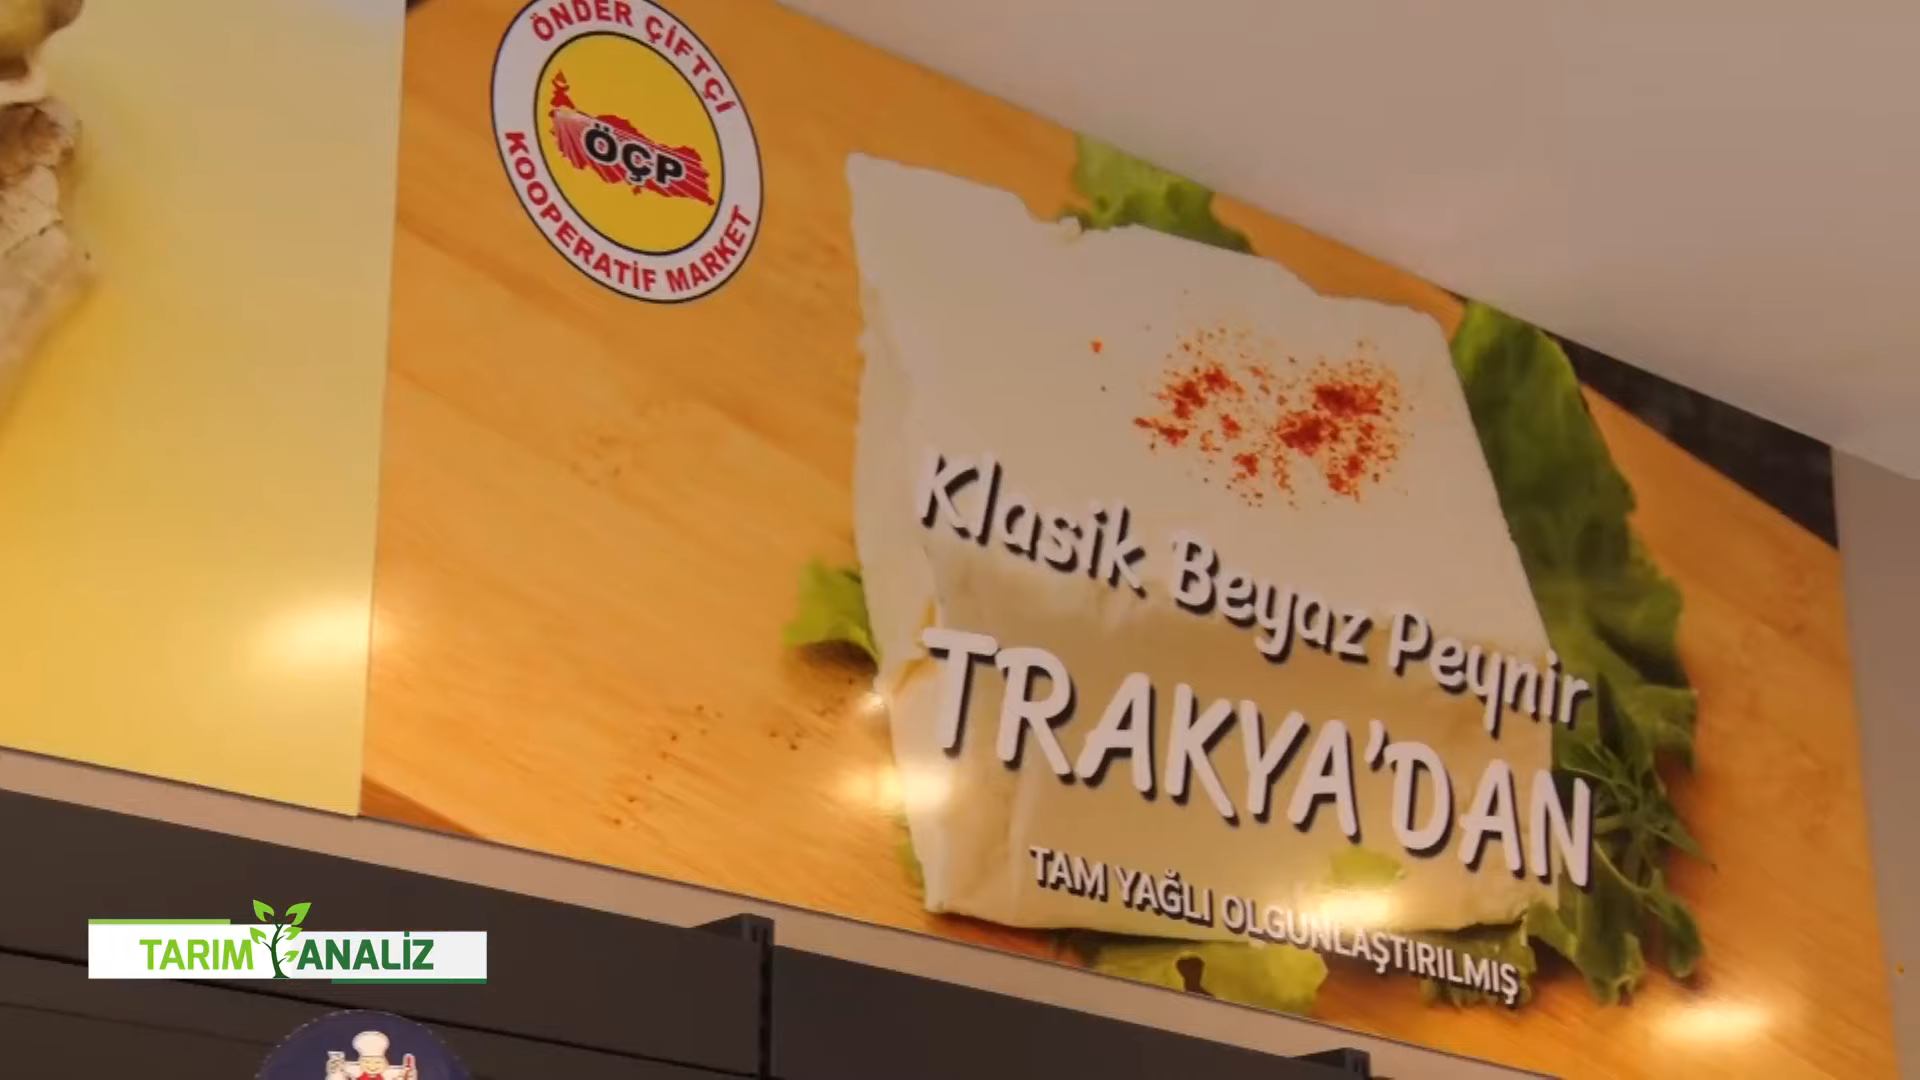 ÖNDER ÇİFTÇİ
ÖÇP
KOOPERATİF MARKET
Klasik Beyaz Peynir
TRAKYA'DAN
TAM YAĞLI OLGUNLAŞTIRILMIŞ
TARIM ANALİZ